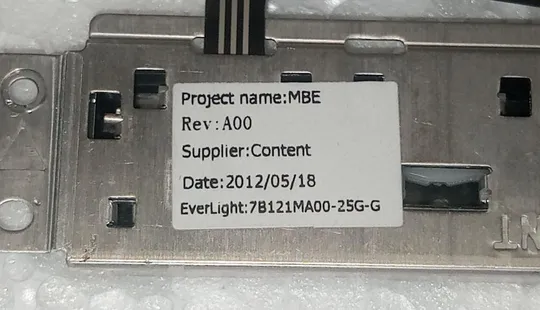 Project name:MBE
Rev:A00
Supplier:Content
Date:2012/05/18
EverLight:7B121MA00-25G-G